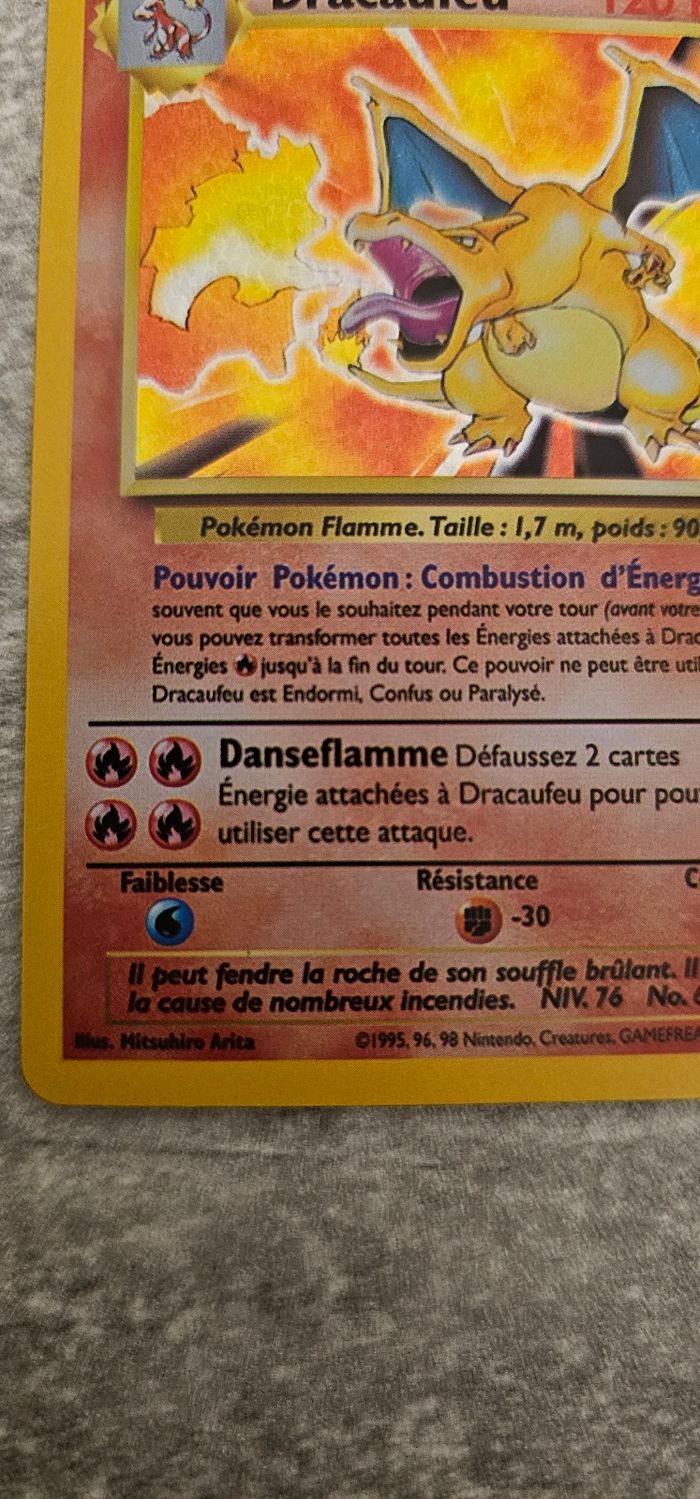 Dracaufeu 120
Pokémon Flamme. Taille : 1,7 m, poids : 90
Pouvoir Pokémon : Combustion d'Énerg
souvent que vous le souhaitez pendant votre tour (avant votre
vous pouvez transformer toutes les Énergies attachées à Drac
Énergies jusqu'à la fin du tour. Ce pouvoir ne peut être util
Dracaufeu est Endormi, Confus ou Paralysé.
Danseflamme Défaussez 2 cartes
Énergie attachées à Dracaufeu pour pou
utiliser cette attaque.
Faiblesse Résistance
-30
Il peut fendre la roche de son souffle brûlant. Il
la cause de nombreux incendies. NIV. 76 No.
Illus. Mitsuhiro Arita ©1995, 96, 98 Nintendo, Creatures, GAMEFREA